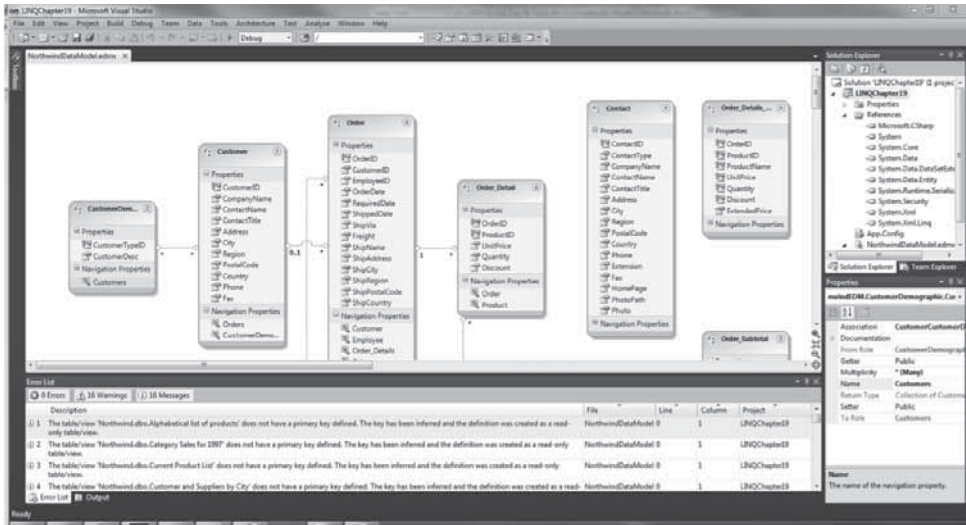 LINQChapter19 - Microsoft Visual Studio
File Edit View Project Build Debug Team Data Tools Architecture Test Analyze Window Help
Debug
/
Toolbox
NorthwindDataModel.edmx
CustomerDem...
Properties
CustomerTypeID
CustomerDesc
Navigation Properties
Customers
*
*
Customer
Properties
CustomerID
CompanyName
ContactName
ContactTitle
Address
City
Region
PostalCode
Country
Phone
Fax
Navigation Properties
Orders
CustomerDemo...
0..1
*
*
Order
Properties
OrderID
CustomerID
EmployeeID
OrderDate
RequiredDate
ShippedDate
ShipVia
Freight
ShipName
ShipAddress
ShipCity
ShipRegion
ShipPostalCode
ShipCountry
Navigation Properties
Customer
Employee
Order_Details
1
*
Order_Detail
Properties
OrderID
ProductID
UnitPrice
Quantity
Discount
Navigation Properties
Order
Product
*
Contact
Properties
ContactID
ContactType
CompanyName
ContactName
ContactTitle
Address
City
Region
PostalCode
Country
Phone
Extension
Fax
HomePage
PhotoPath
Photo
Navigation Properties
Order_Details_...
Properties
OrderID
ProductID
ProductName
UnitPrice
Quantity
Discount
ExtendedPrice
Navigation Properties
Order_Subtotal
Solution Explorer
Solution 'LINQChapter19' (1 projec
LINQChapter19
Properties
References
Microsoft.CSharp
System
System.Core
System.Data
System.Data.DataSetExte
System.Data.Entity
System.Runtime.Serializa
System.Security
System.Xml
System.Xml.Linq
App.Config
NorthwindDataModel.edmx
Solution Explorer Team Explorer
Properties
nwindEDM.CustomerDemographic.Cus
Association CustomerCustomerD
Documentation
From Role CustomerDemograph
Getter Public
Multiplicity * (Many)
Name Customers
Return Type Collection of Custome
Setter Public
To Role Customers
Name
The name of the navigation property.
Error List
0 Errors 16 Warnings 16 Messages
Description File Line Column Project
1 The table/view 'Northwind.dbo.Alphabetical list of products' does not have a primary key defined. The key has been inferred and the definition was created as a read- NorthwindDataModel 0 1 LINQChapter19
only table/view.
2 The table/view 'Northwind.dbo.Category Sales for 1997' does not have a primary key defined. The key has been inferred and the definition was created as a read-only NorthwindDataModel 0 1 LINQChapter19
table/view.
3 The table/view 'Northwind.dbo.Current Product List' does not have a primary key defined. The key has been inferred and the definition was created as a read-only NorthwindDataModel 0 1 LINQChapter19
table/view.
4 The table/view 'Northwind.dbo.Customer and Suppliers by City' does not have a primary key defined. The key has been inferred and the definition was created as a read- NorthwindDataModel 0 1 LINQChapter19
Error List Output
Ready